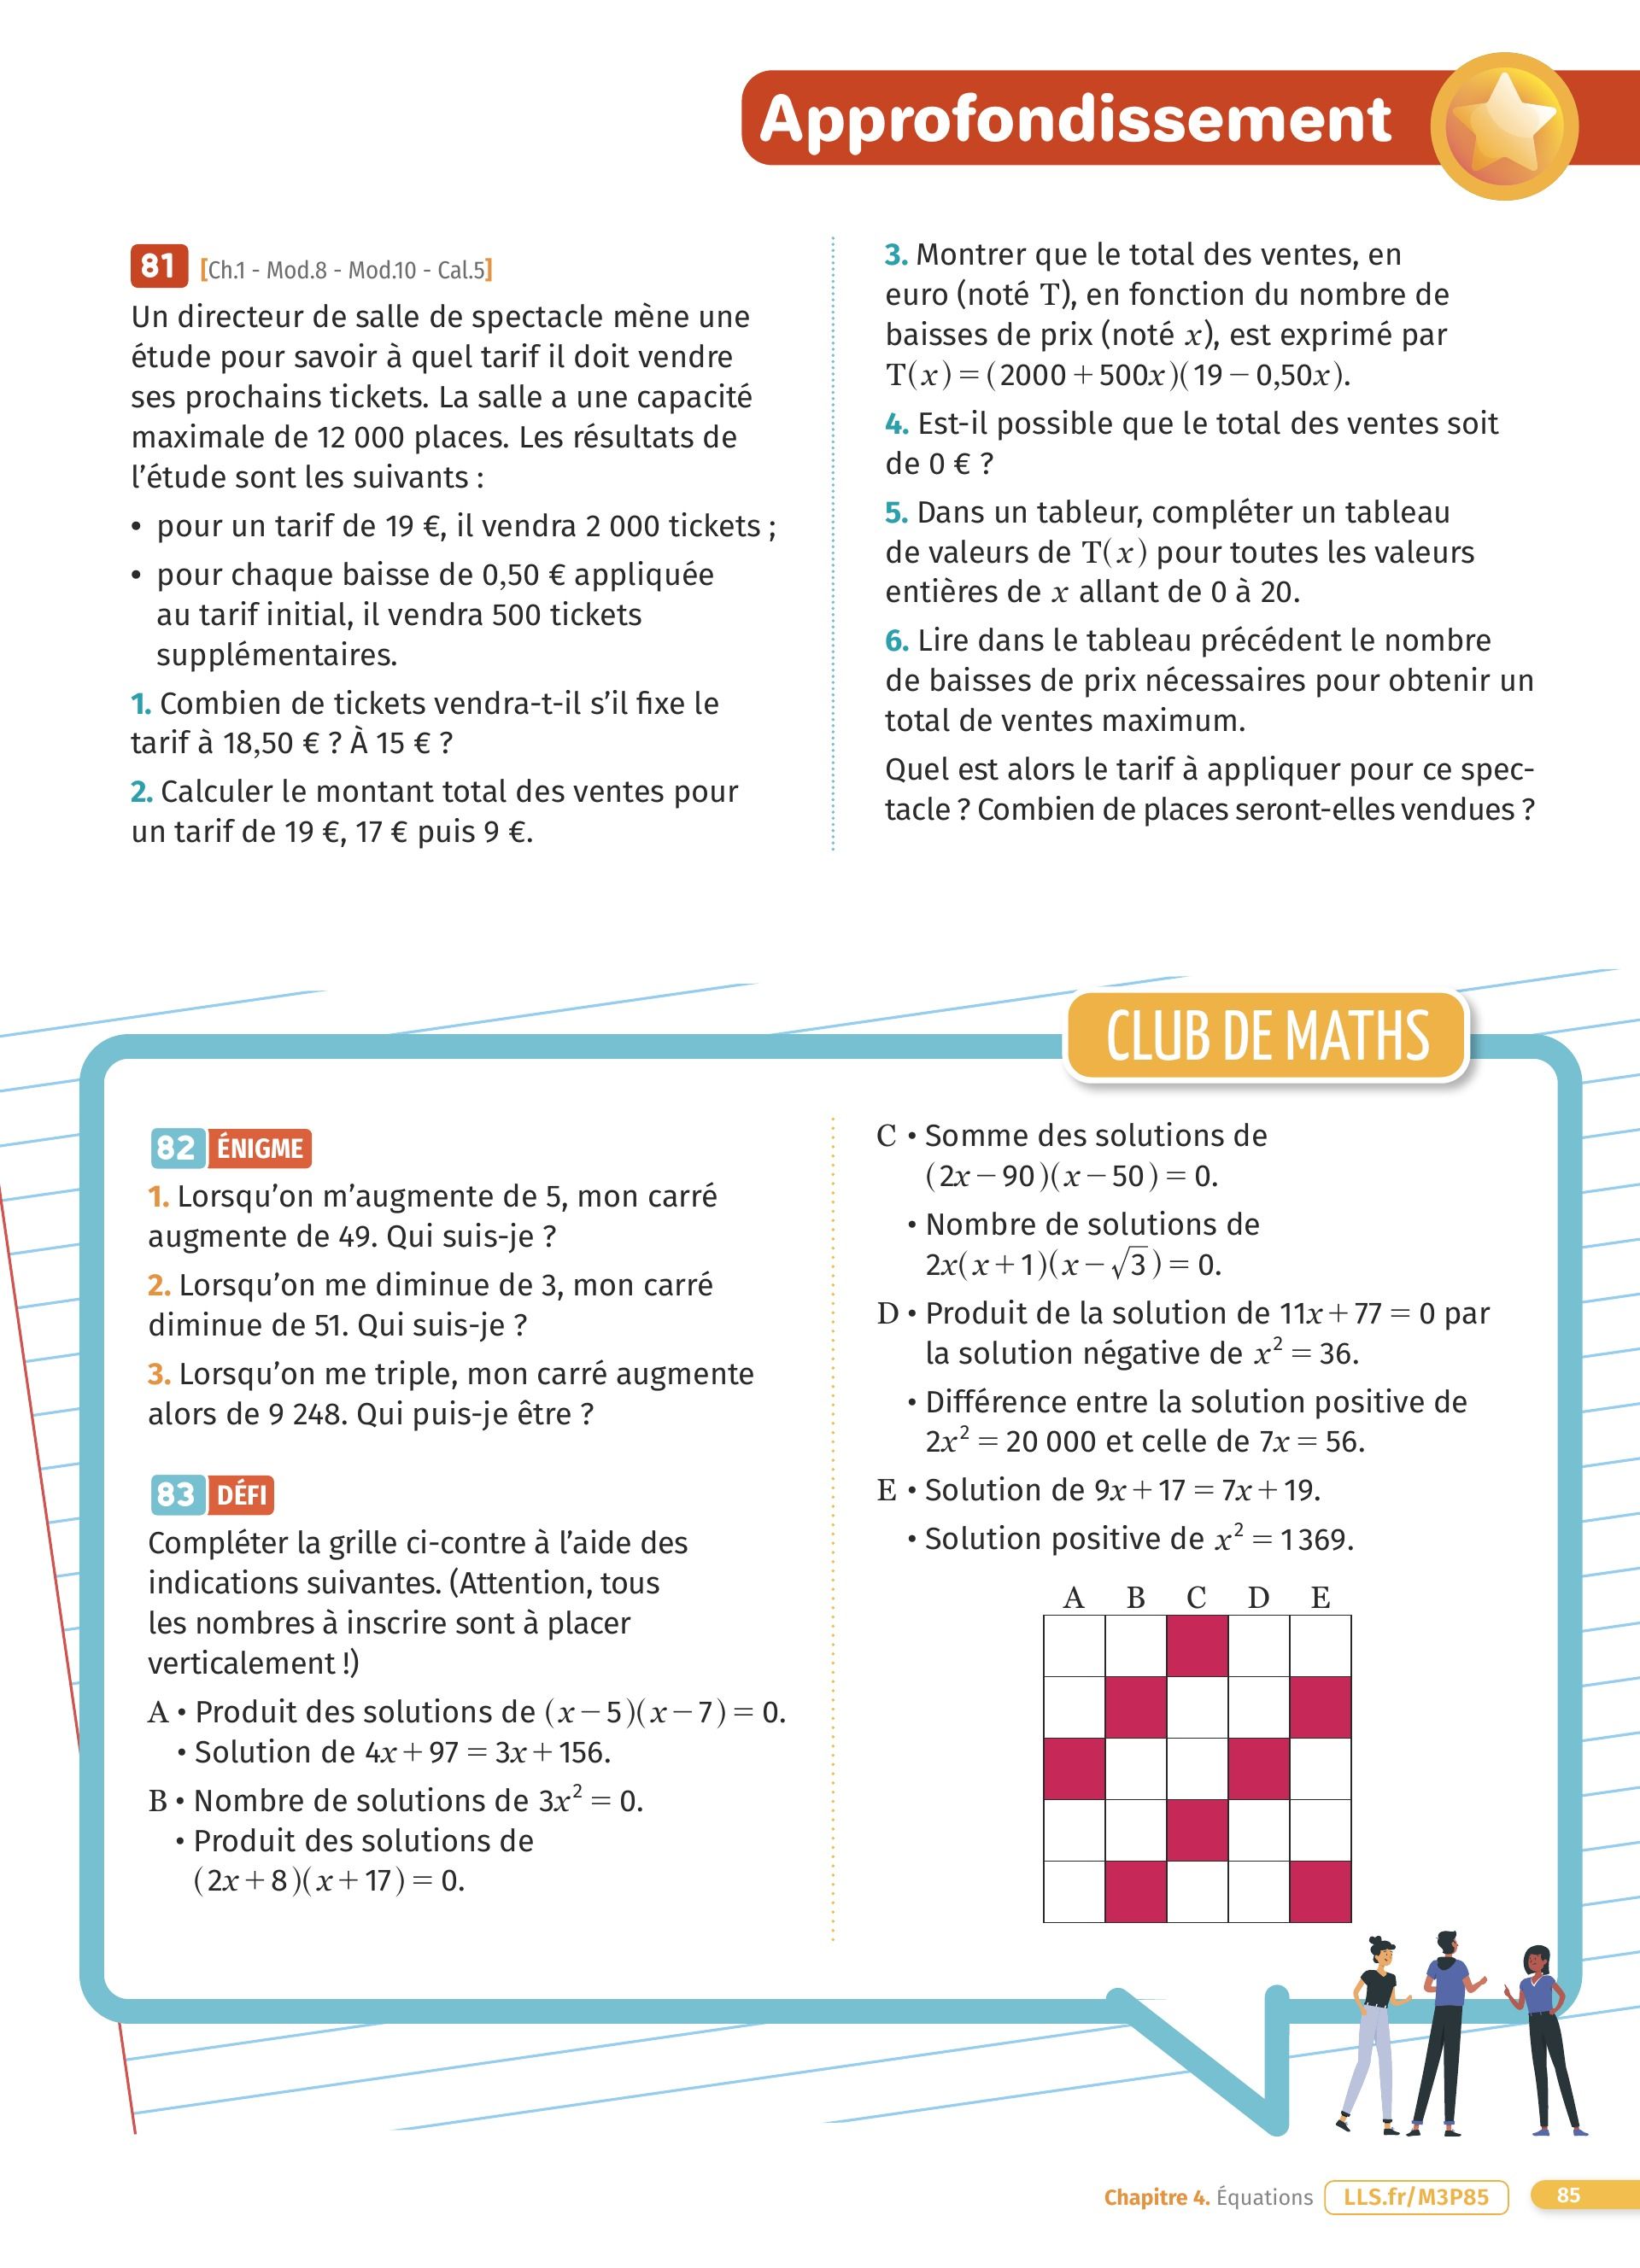 Approfondissement
81 [Ch.1 - Mod.8 - Mod.10 - Cal.5]
Un directeur de salle de spectacle mène une
étude pour savoir à quel tarif il doit vendre
ses prochains tickets. La salle a une capacité
maximale de 12 000 places. Les résultats de
l’étude sont les suivants :
• pour un tarif de 19 €, il vendra 2 000 tickets ;
• pour chaque baisse de 0,50 € appliquée
au tarif initial, il vendra 500 tickets
supplémentaires.
1. Combien de tickets vendra-t-il s’il fixe le
tarif à 18,50 € ? À 15 € ?
2. Calculer le montant total des ventes pour
un tarif de 19 €, 17 € puis 9 €.
3. Montrer que le total des ventes, en
euro (noté T), en fonction du nombre de
baisses de prix (noté x), est exprimé par
T(x) = (2000 + 500x)(19 − 0,50x).
4. Est-il possible que le total des ventes soit
de 0 € ?
5. Dans un tableur, compléter un tableau
de valeurs de T(x) pour toutes les valeurs
entières de x allant de 0 à 20.
6. Lire dans le tableau précédent le nombre
de baisses de prix nécessaires pour obtenir un
total de ventes maximum.
Quel est alors le tarif à appliquer pour ce spec-
tacle ? Combien de places seront-elles vendues ?
CLUB DE MATHS
82 ÉNIGME
1. Lorsqu’on m’augmente de 5, mon carré
augmente de 49. Qui suis-je ?
2. Lorsqu’on me diminue de 3, mon carré
diminue de 51. Qui suis-je ?
3. Lorsqu’on me triple, mon carré augmente
alors de 9 248. Qui puis-je être ?
83 DÉFI
Compléter la grille ci-contre à l’aide des
indications suivantes. (Attention, tous
les nombres à inscrire sont à placer
verticalement !)
A • Produit des solutions de (x − 5)(x − 7) = 0.
• Solution de 4x + 97 = 3x + 156.
B • Nombre de solutions de 3x² = 0.
• Produit des solutions de
(2x + 8)(x + 17) = 0.
C • Somme des solutions de
(2x − 90)(x − 50) = 0.
• Nombre de solutions de
2x(x + 1)(x − √3) = 0.
D • Produit de la solution de 11x + 77 = 0 par
la solution négative de x² = 36.
• Différence entre la solution positive de
2x² = 20 000 et celle de 7x = 56.
E • Solution de 9x + 17 = 7x + 19.
• Solution positive de x² = 1 369.
A B C D E
Chapitre 4. Équations LLS.fr/M3P85 85